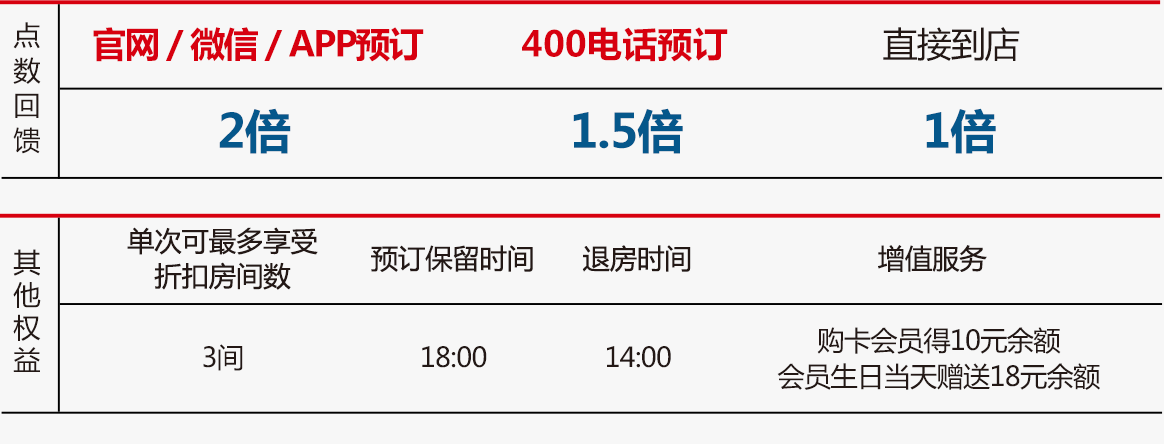 点数回馈
官网 / 微信 / APP预订
400电话预订
直接到店
2倍
1.5倍
1倍
其他权益
单次可最多享受
折扣房间数
预订保留时间
退房时间
增值服务
3间
18:00
14:00
购卡会员得10元余额
会员生日当天赠送18元余额